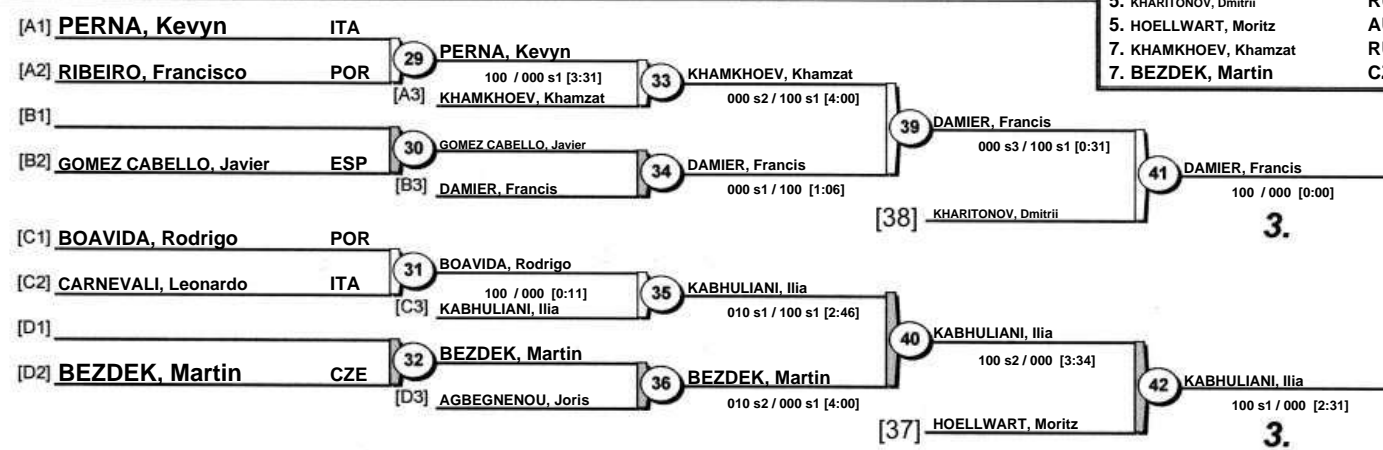 5. KHARITONOV, Dmitrii
5. HOELLWART, Moritz
7. KHAMKHOEV, Khamzat
7. BEZDEK, Martin
[A1] PERNA, Kevyn ITA
29
[A2] RIBEIRO, Francisco POR
PERNA, Kevyn
100 / 000 s1 [3:31]
33
[A3] KHAMKHOEV, Khamzat
KHAMKHOEV, Khamzat
000 s2 / 100 s1 [4:00]
39
[B1]
30
[B2] GOMEZ CABELLO, Javier ESP
GOMEZ CABELLO, Javier
34
[B3] DAMIER, Francis
DAMIER, Francis
000 s1 / 100 [1:06]
DAMIER, Francis
000 s3 / 100 s1 [0:31]
41
[38] KHARITONOV, Dmitrii
DAMIER, Francis
100 / 000 [0:00]
3.
[C1] BOAVIDA, Rodrigo POR
31
[C2] CARNEVALI, Leonardo ITA
BOAVIDA, Rodrigo
100 / 000 [0:11]
35
[C3] KABHULIANI, Ilia
KABHULIANI, Ilia
010 s1 / 100 s1 [2:46]
40
[D1]
32
[D2] BEZDEK, Martin CZE
BEZDEK, Martin
36
[D3] AGBEGNENOU, Joris
BEZDEK, Martin
010 s2 / 000 s1 [4:00]
KABHULIANI, Ilia
100 s2 / 000 [3:34]
42
[37] HOELLWART, Moritz
KABHULIANI, Ilia
100 s1 / 000 [2:31]
3.